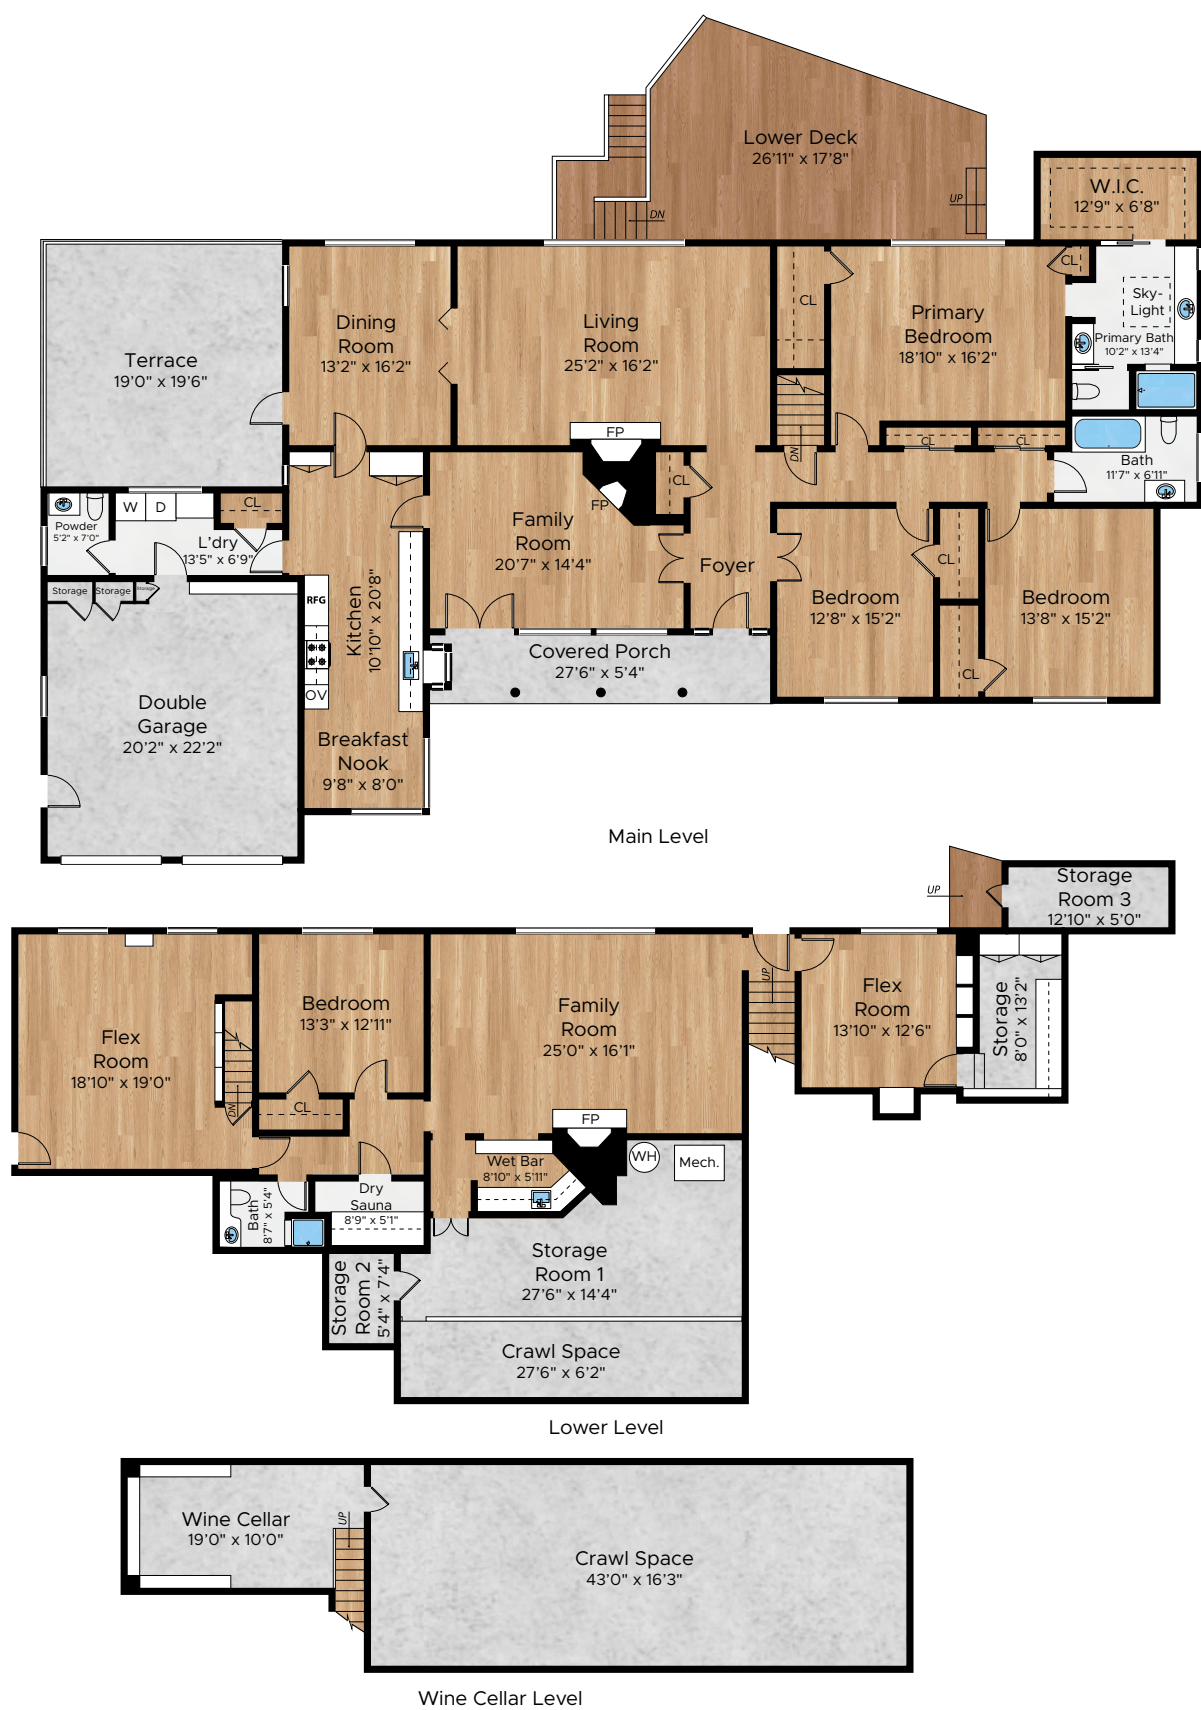 Lower Deck
26'11" x 17'8"
UP
DN
W.I.C.
12'9" x 6'8"
Terrace
19'0" x 19'6"
Dining
Room
13'2" x 16'2"
Living
Room
25'2" x 16'2"
FP
CL
DN
Primary
Bedroom
18'10" x 16'2"
CL
Sky-
Light
Primary Bath
10'2" x 13'4"
CL
CL
Bath
11'7" x 6'11"
Powder
5'2" x 7'0"
W
D
CL
L'dry
13'5" x 6'9"
Family
Room
20'7" x 14'4"
FP
CL
Foyer
Bedroom
12'8" x 15'2"
CL
CL
Bedroom
13'8" x 15'2"
Storage
Storage
Storage
RFG
OV
Kitchen
10'10" x 20'8"
Covered Porch
27'6" x 5'4"
Double
Garage
20'2" x 22'2"
Breakfast
Nook
9'8" x 8'0"
Main Level
UP
Storage
Room 3
12'10" x 5'0"
Flex
Room
18'10" x 19'0"
DN
Bedroom
13'3" x 12'11"
CL
Family
Room
25'0" x 16'1"
FP
UP
Flex
Room
13'10" x 12'6"
Storage
8'0" x 13'2"
Wet Bar
8'10" x 5'11"
WH
Mech.
Bath
8'7" x 5'4"
Dry
Sauna
8'9" x 5'1"
Storage
Room 2
5'4" x 7'4"
Storage
Room 1
27'6" x 14'4"
Crawl Space
27'6" x 6'2"
Lower Level
Wine Cellar
19'0" x 10'0"
UP
Crawl Space
43'0" x 16'3"
Wine Cellar Level